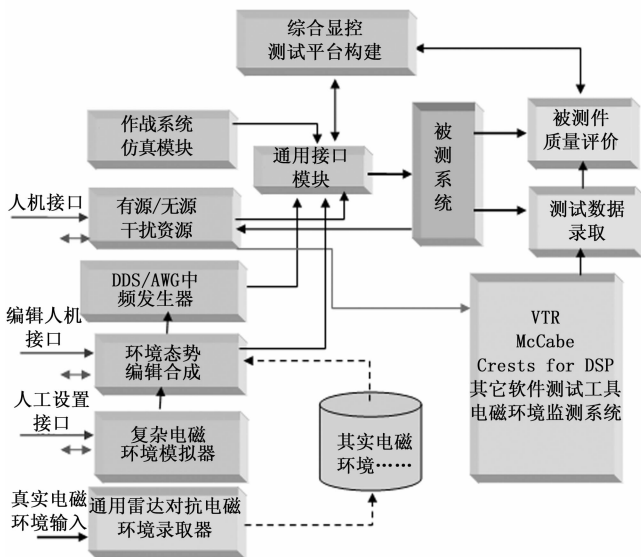 综合显控
测试平台构建
作战系统
仿真模块
通用接口
模块
被
测
系
统
被测件
质量评价
人机接口
有源/无源
干扰资源
测试数据
录取
DDS/AWG中
频发生器
编辑人机
接口
环境态势
编辑合成
VTR
McCabe
Crests for DSP
其它软件测试工具
电磁环境监测系统
人工设置
接口
复杂电磁
环境模拟器
其实电磁
环境……
真实电磁
环境输入
通用雷达对抗电磁
环境录取器